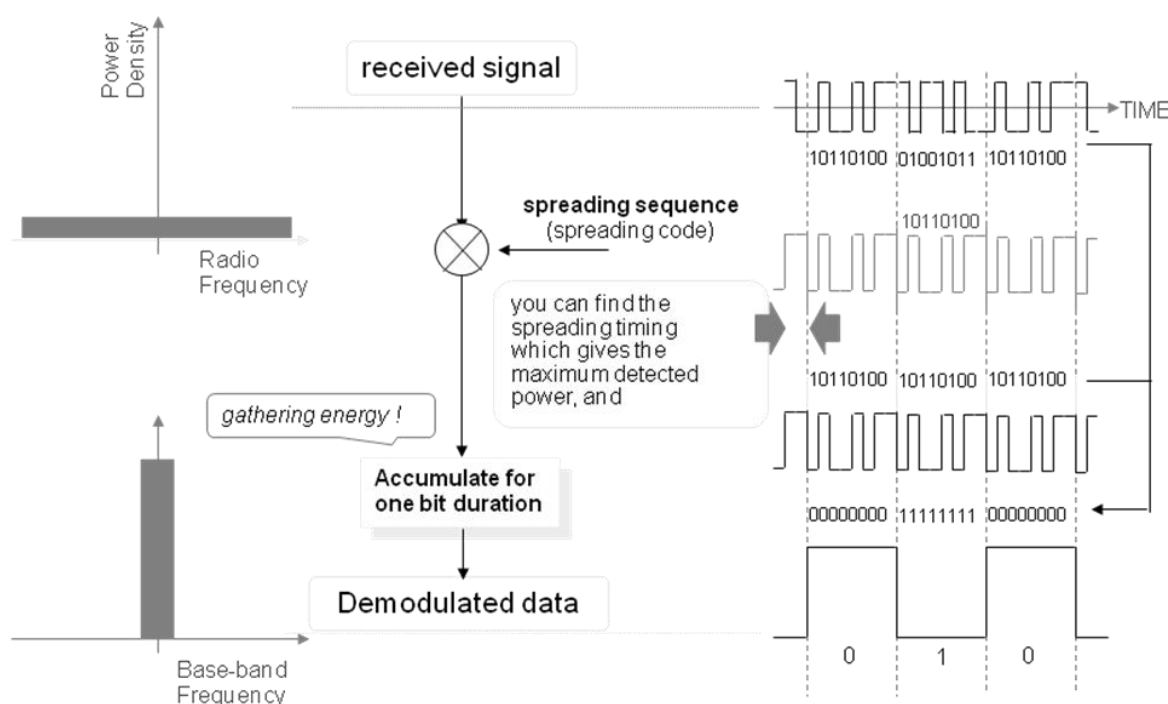 Power
Density
received signal
TIME
10110100 01001011 10110100
spreading sequence
(spreading code)
10110100
Radio
Frequency
you can find the
spreading timing
which gives the
maximum detected
power, and
10110100 10110100 10110100
gathering energy !
Accumulate for
one bit duration
00000000 11111111 00000000
Demodulated data
0 1 0
Base-band
Frequency